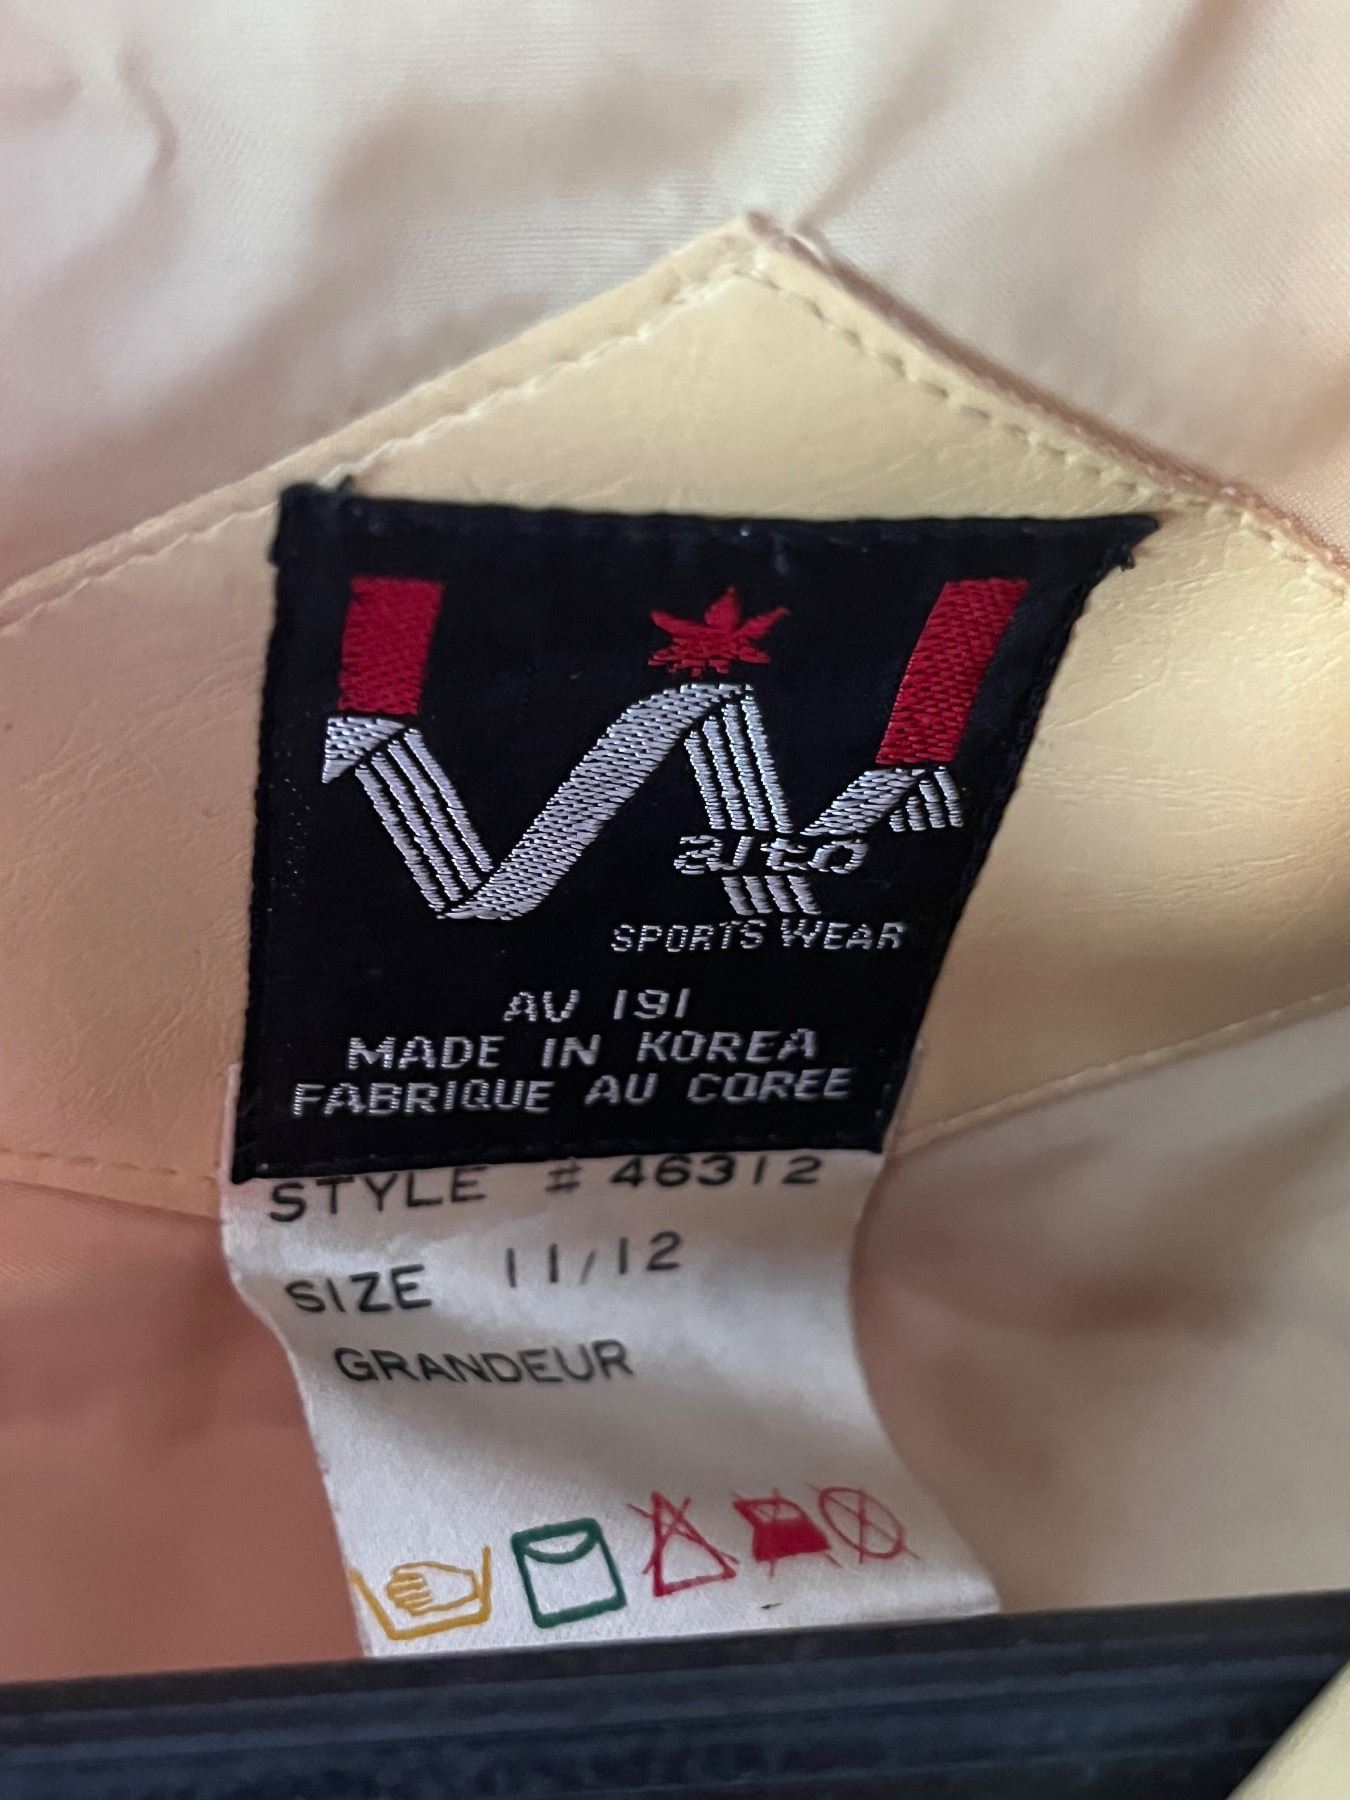 alto
SPORTS WEAR
AV 191
MADE IN KOREA
FABRIQUE AU COREE
STYLE # 46312
SIZE 11/12
GRANDEUR